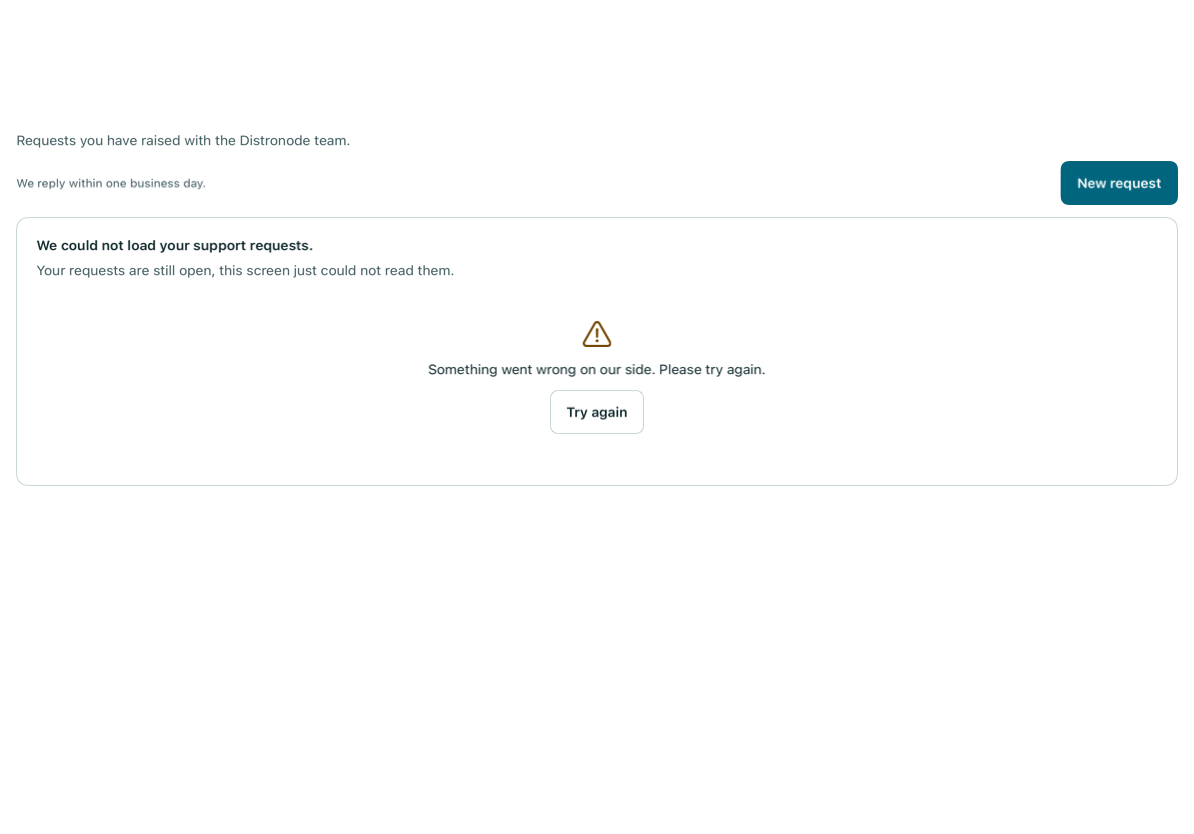 Requests you have raised with the Distronode team.
We reply within one business day.
New request
We could not load your support requests.
Your requests are still open, this screen just could not read them.
Something went wrong on our side. Please try again.
Try again